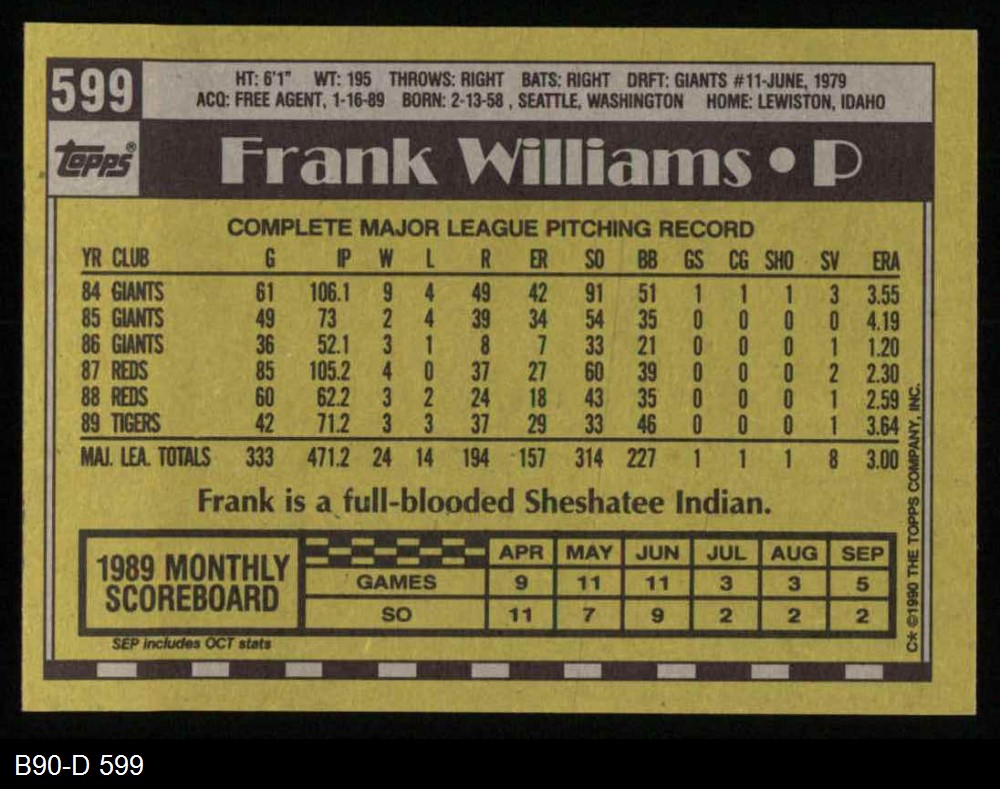 599
HT: 6'1" WT: 195 THROWS: RIGHT BATS: RIGHT DRFT: GIANTS #11-JUNE, 1979
ACQ: FREE AGENT, 1-16-89 BORN: 2-13-58 , SEATTLE, WASHINGTON HOME: LEWISTON, IDAHO
Topps®
Frank Williams • P
COMPLETE MAJOR LEAGUE PITCHING RECORD
YR CLUB G IP W L R ER SO BB GS CG SHO SV ERA
84 GIANTS 61 106.1 9 4 49 42 91 51 1 1 1 3 3.55
85 GIANTS 49 73 2 4 39 34 54 35 0 0 0 0 4.19
86 GIANTS 36 52.1 3 1 8 7 33 21 0 0 0 1 1.20
87 REDS 85 105.2 4 0 37 27 60 39 0 0 0 2 2.30
88 REDS 60 62.2 3 2 24 18 43 35 0 0 0 1 2.59
89 TIGERS 42 71.2 3 3 37 29 33 46 0 0 0 1 3.64
MAJ. LEA. TOTALS 333 471.2 24 14 194 157 314 227 1 1 1 8 3.00
Frank is a full-blooded Sheshatee Indian.
1989 MONTHLY
SCOREBOARD
APR MAY JUN JUL AUG SEP
GAMES 9 11 11 3 3 5
SO 11 7 9 2 2 2
SEP includes OCT stats
C* ©1990 THE TOPPS COMPANY, INC.
B90-D 599